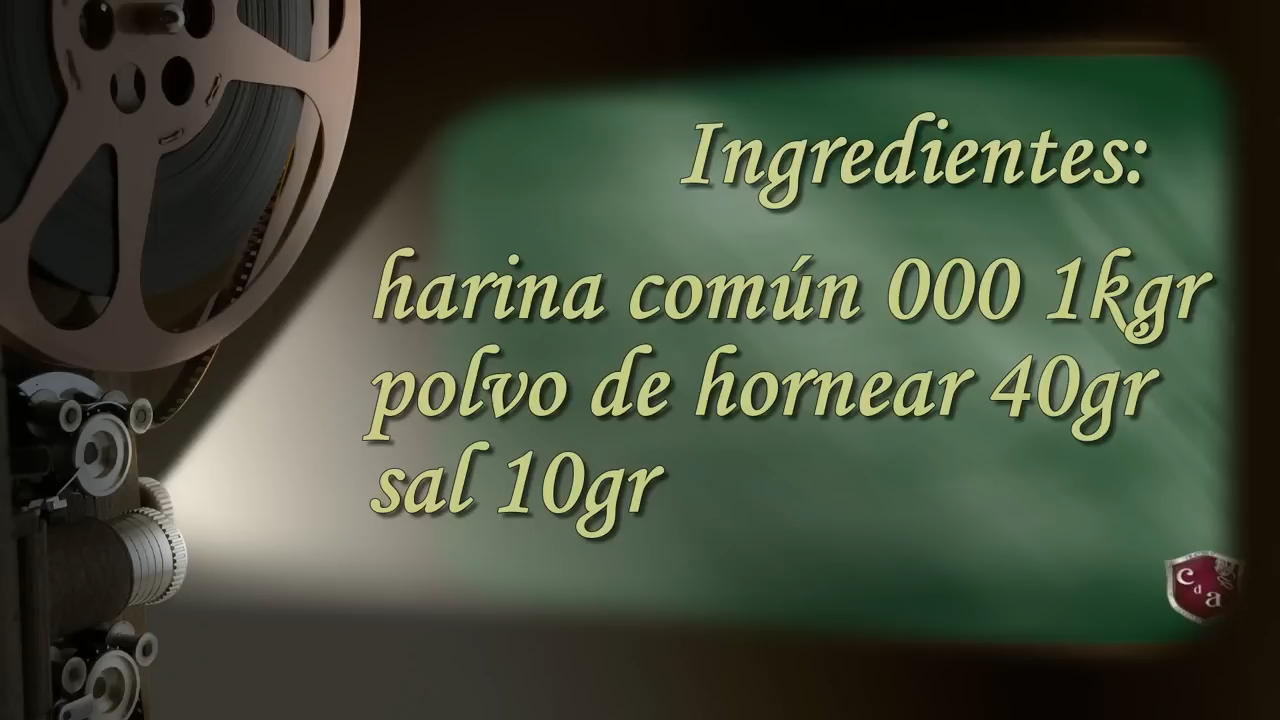 Ingredientes:
harina común 000 1kgr
polvo de hornear 40gr
sal 10gr
c d a